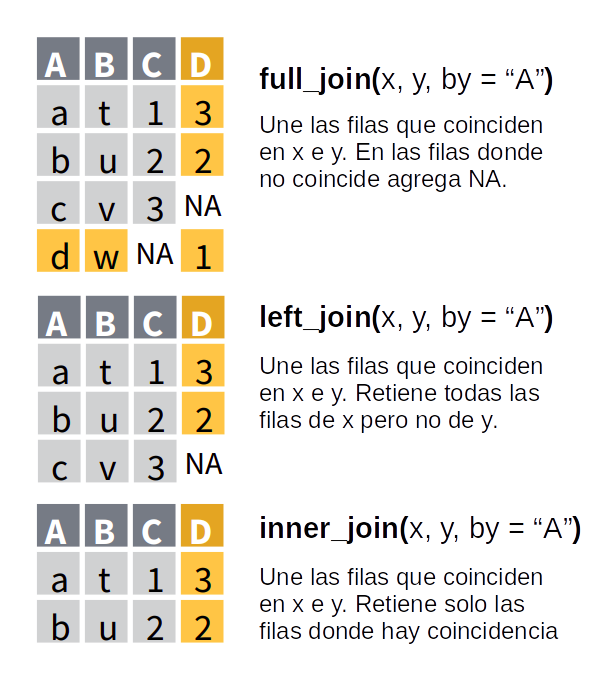 A B C D
a t 1 3
b u 2 2
c v 3 NA
d w NA 1
full_join(x, y, by = “A”)
Une las filas que coinciden
en x e y. En las filas donde
no coincide agrega NA.
A B C D
a t 1 3
b u 2 2
c v 3 NA
left_join(x, y, by = “A”)
Une las filas que coinciden
en x e y. Retiene todas las
filas de x pero no de y.
A B C D
a t 1 3
b u 2 2
inner_join(x, y, by = “A”)
Une las filas que coinciden
en x e y. Retiene solo las
filas donde hay coincidencia